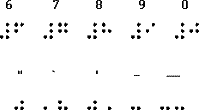 6 7 8 9 0
⠼⠋ ⠼⠛ ⠼⠓ ⠼⠊ ⠼⠚
" ` ' – —